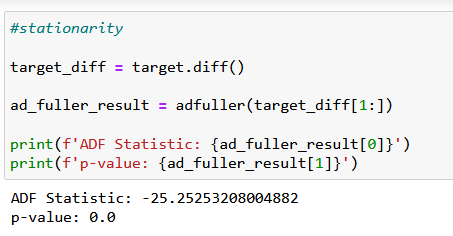 #stationarity
target_diff = target.diff()
ad_fuller_result = adfuller(target_diff[1:])
print(f'ADF Statistic: {ad_fuller_result[0]}')
print(f'p-value: {ad_fuller_result[1]}')
ADF Statistic: -25.25253208004882
p-value: 0.0